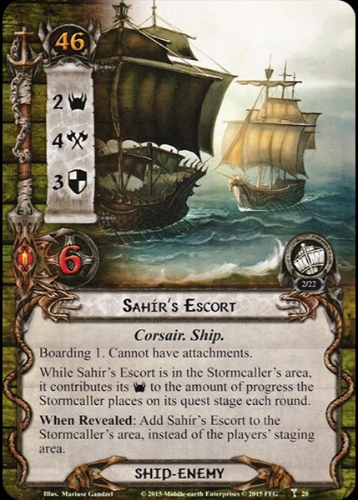 46
2
4
3
6
SAHÍR'S ESCORT
2/22
Corsair. Ship.
Boarding 1. Cannot have attachments.
While Sahír's Escort is in the Stormcaller's area,
it contributes its to the amount of progress the
Stormcaller places on its quest stage each round.
When Revealed: Add Sahír's Escort to the
Stormcaller's area, instead of the players' staging
area.
SHIP-ENEMY
Illus. Mariusz Gandzel © 2015 Middle-earth Enterprises © 2015 FFG 20